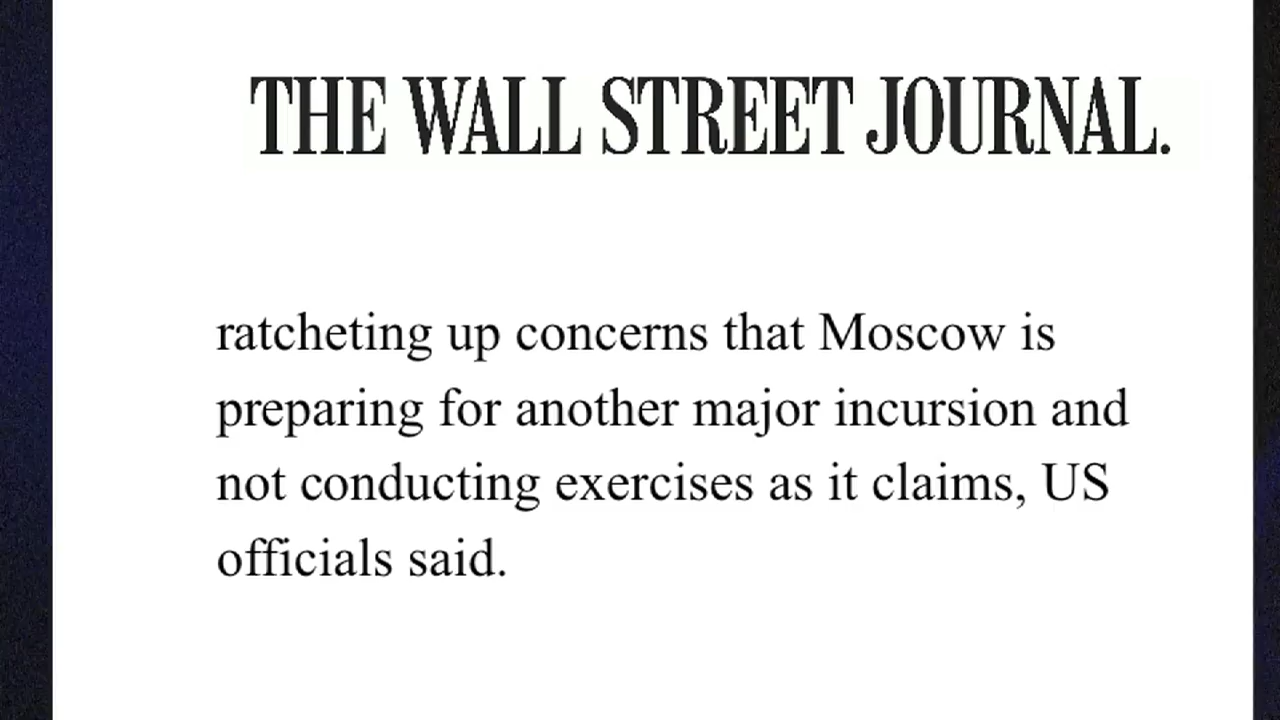 THE WALL STREET JOURNAL.
ratcheting up concerns that Moscow is
preparing for another major incursion and
not conducting exercises as it claims, US
officials said.